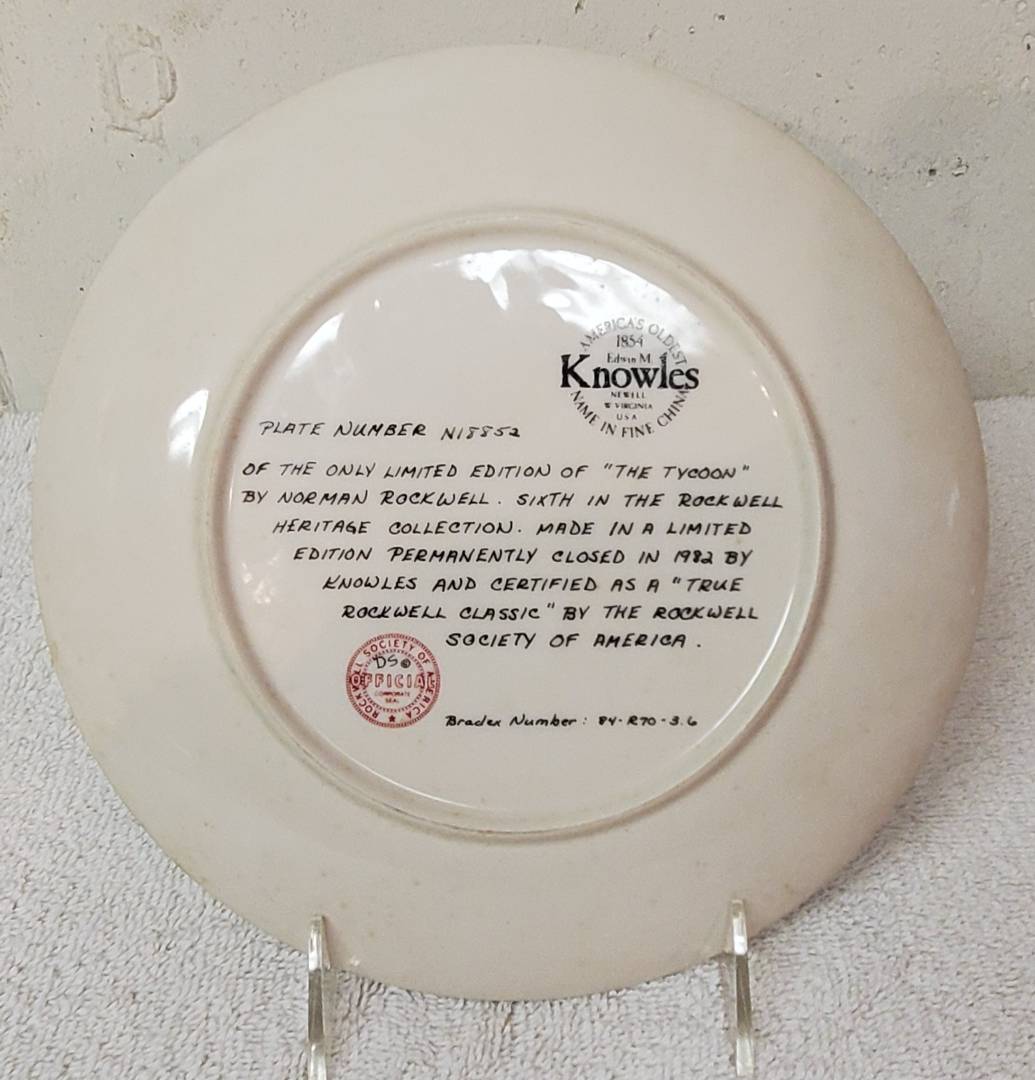 AMERICA'S OLDEST
1854
Edwin M.
Knowles
NEWELL
W VIRGINIA
USA
NAME IN FINE CHINA
PLATE NUMBER N18852
OF THE ONLY LIMITED EDITION OF "THE TYCOON"
BY NORMAN ROCKWELL. SIXTH IN THE ROCKWELL
HERITAGE COLLECTION. MADE IN A LIMITED
EDITION PERMANENTLY CLOSED IN 1982 BY
KNOWLES AND CERTIFIED AS A "TRUE
ROCKWELL CLASSIC" BY THE ROCKWELL
SOCIETY OF AMERICA.
ROCKWELL SOCIETY OF AMERICA
DS
OFFICIAL
CORPORATE
SEAL
Bradex Number: 84-R70-3.6